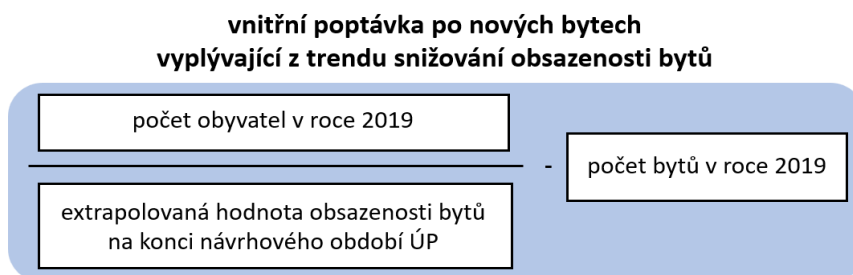 vnitřní poptávka po nových bytech
vyplývající z trendu snižování obsazenosti bytů
počet obyvatel v roce 2019
-
počet bytů v roce 2019
extrapolovaná hodnota obsazenosti bytů
na konci návrhového období ÚP